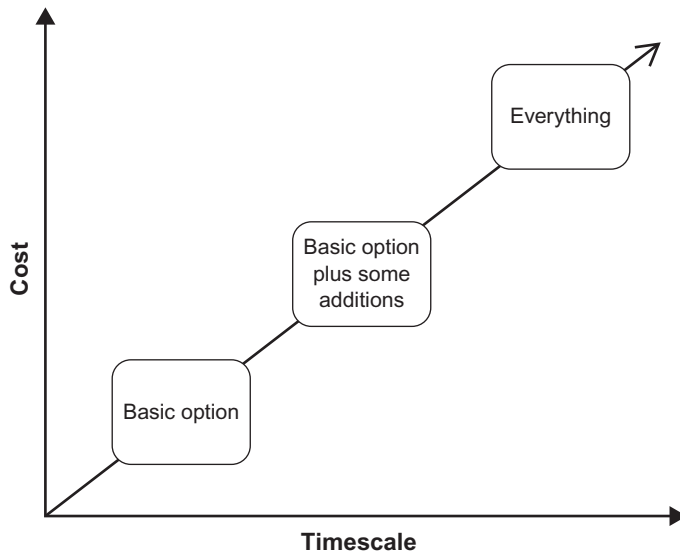 Everything
Basic option
plus some
additions
Basic option
Cost
Timescale